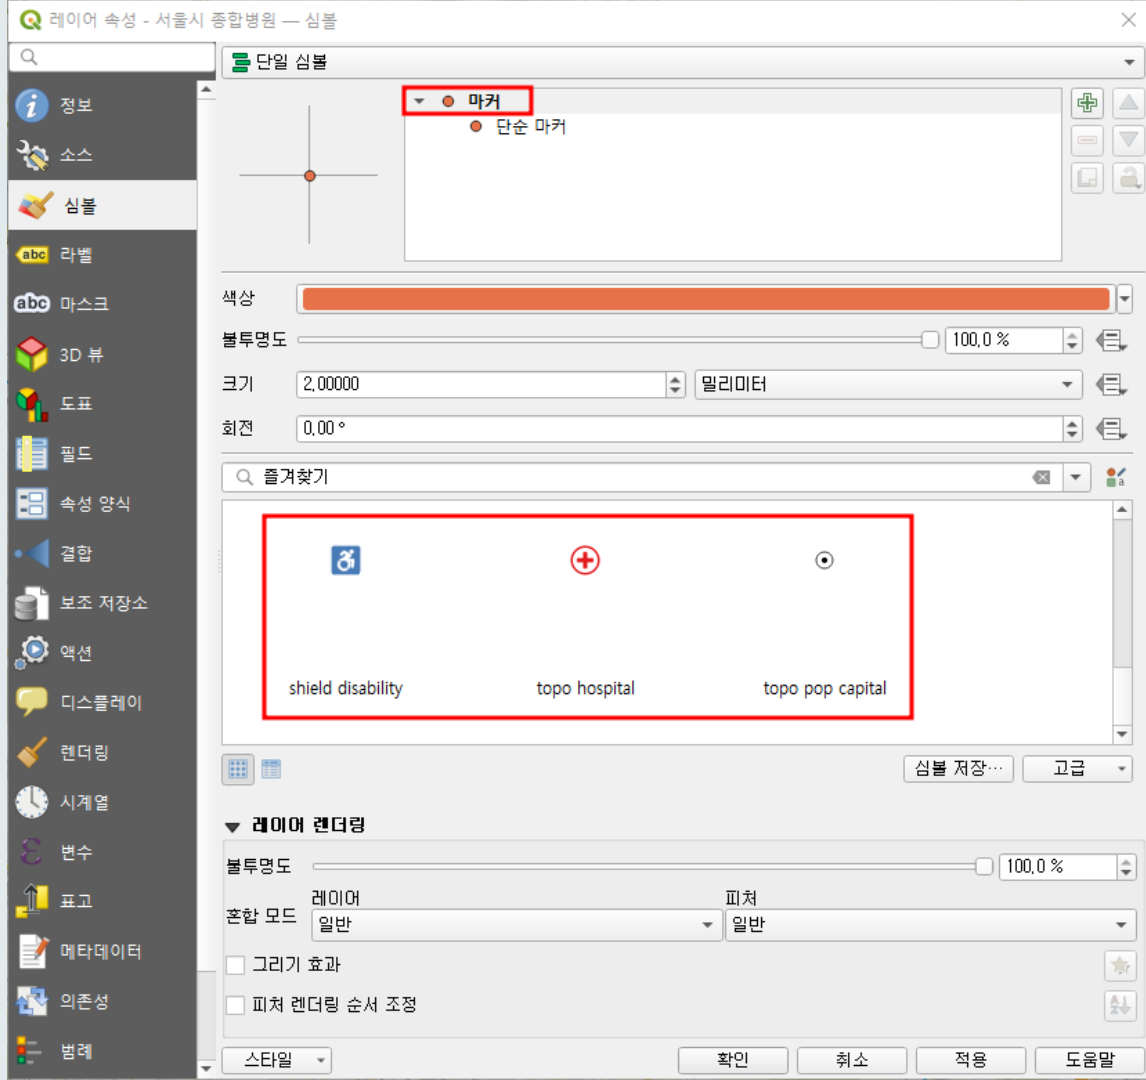 레이어 속성 - 서울시 종합병원 — 심볼
정보
소스
심볼
abc 라벨
abc 마스크
3D 뷰
도표
필드
속성 양식
결합
보조 저장소
액션
디스플레이
렌더링
시계열
변수
표고
메타데이터
의존성
범례
단일 심볼
마커
단순 마커
색상
불투명도 100,0 %
크기 2,00000 밀리미터
회전 0,00 °
즐겨찾기
shield disability topo hospital topo pop capital
심볼 저장… 고급
레이어 렌더링
불투명도 100,0 %
레이어 피처
혼합 모드 일반 일반
그리기 효과
피처 렌더링 순서 조정
스타일 확인 취소 적용 도움말